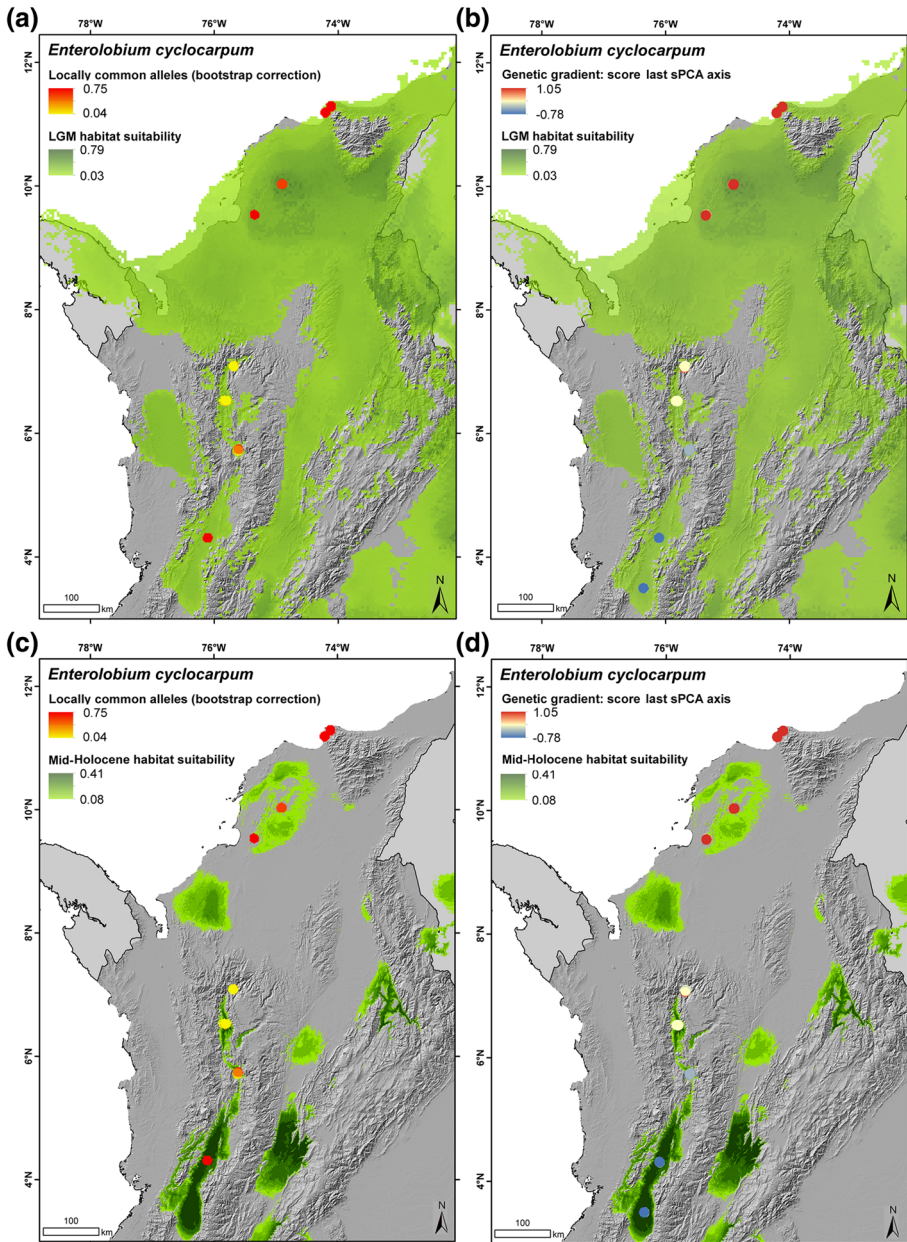 (a)
78°W 76°W 74°W
Enterolobium cyclocarpum
Locally common alleles (bootstrap correction)
0.75
0.04
LGM habitat suitability
0.79
0.03
12°N
10°N
8°N
6°N
4°N
100
km
N
(b)
78°W 76°W 74°W
Enterolobium cyclocarpum
Genetic gradient: score last sPCA axis
1.05
-0.78
LGM habitat suitability
0.79
0.03
12°N
10°N
8°N
6°N
4°N
100
km
N
(c)
78°W 76°W 74°W
Enterolobium cyclocarpum
Locally common alleles (bootstrap correction)
0.75
0.04
Mid-Holocene habitat suitability
0.41
0.08
12°N
10°N
8°N
6°N
4°N
100
km
N
(d)
78°W 76°W 74°W
Enterolobium cyclocarpum
Genetic gradient: score last sPCA axis
1.05
-0.78
Mid-Holocene habitat suitability
0.41
0.08
12°N
10°N
8°N
6°N
4°N
100
km
N